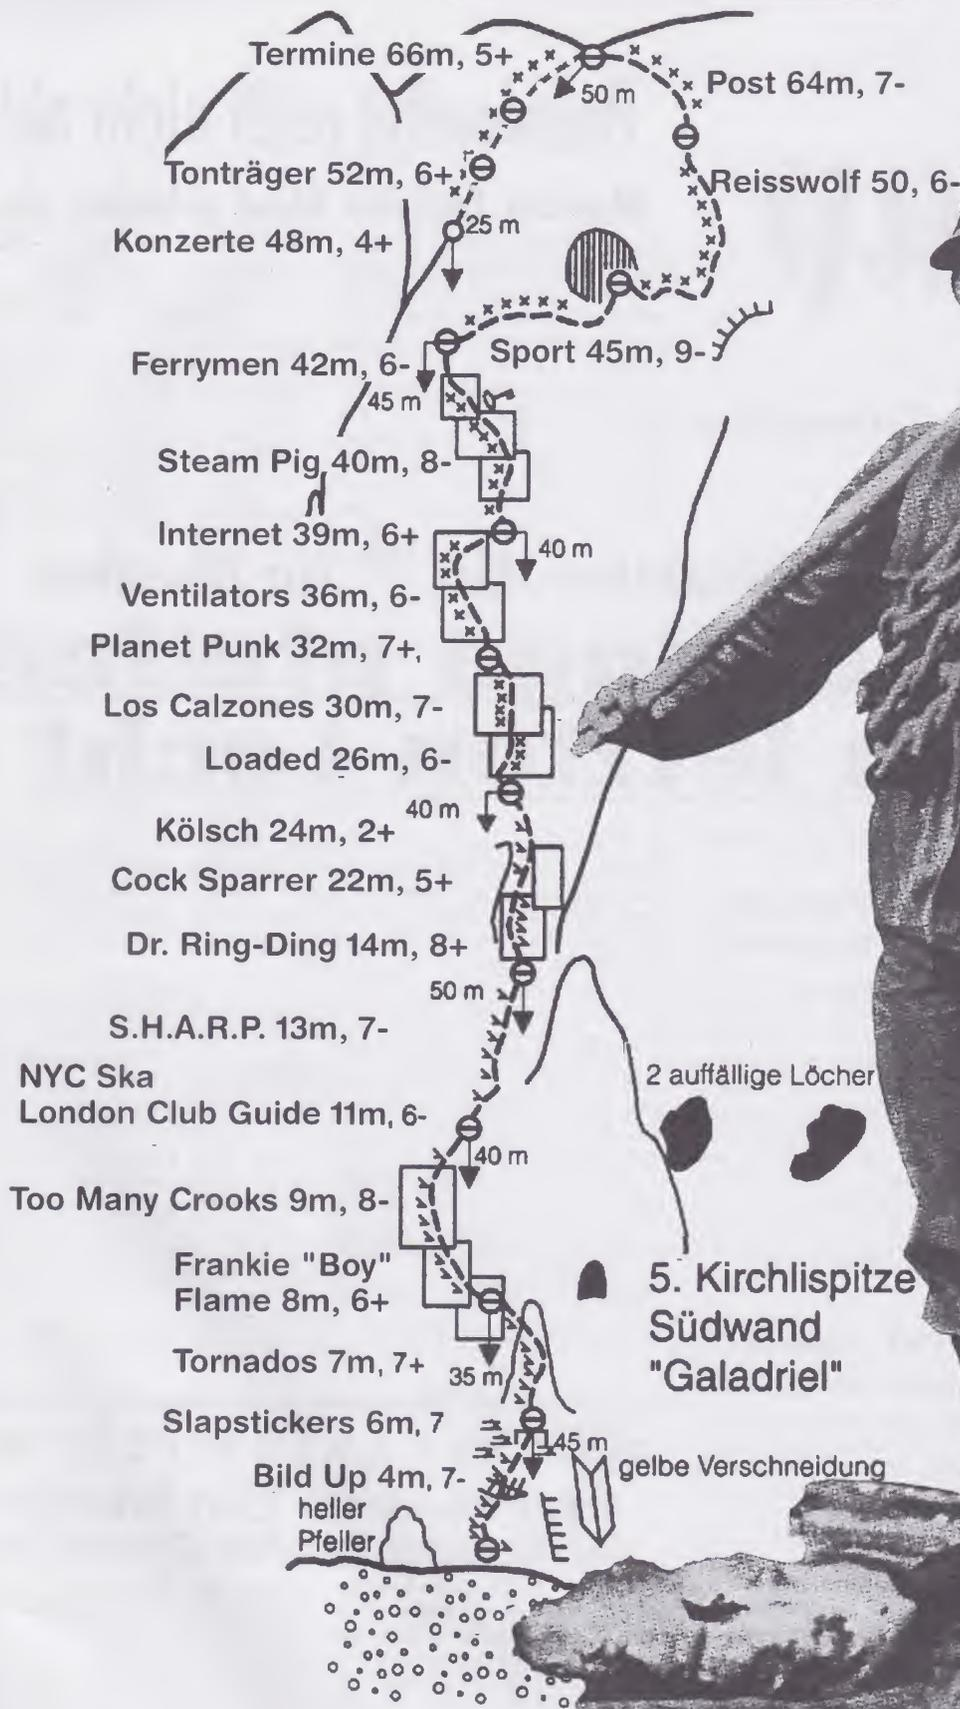 Termine 66m, 5+
50 m
Post 64m, 7-
Tonträger 52m, 6+
Reisswolf 50, 6-
25 m
Konzerte 48m, 4+
Sport 45m, 9-
Ferrymen 42m, 6-
45 m
Steam Pig 40m, 8-
Internet 39m, 6+
40 m
Ventilators 36m, 6-
Planet Punk 32m, 7+
Los Calzones 30m, 7-
Loaded 26m, 6-
40 m
Kölsch 24m, 2+
Cock Sparrer 22m, 5+
Dr. Ring-Ding 14m, 8+
50 m
S.H.A.R.P. 13m, 7-
NYC Ska
London Club Guide 11m, 6-
2 auffällige Löcher
40 m
Too Many Crooks 9m, 8-
Frankie "Boy"
Flame 8m, 6+
5. Kirchlispitze
Südwand
"Galadriel"
Tornados 7m, 7+
35 m
Slapstickers 6m, 7
45 m
Bild Up 4m, 7-
gelbe Verschneidung
heller
Pfeller